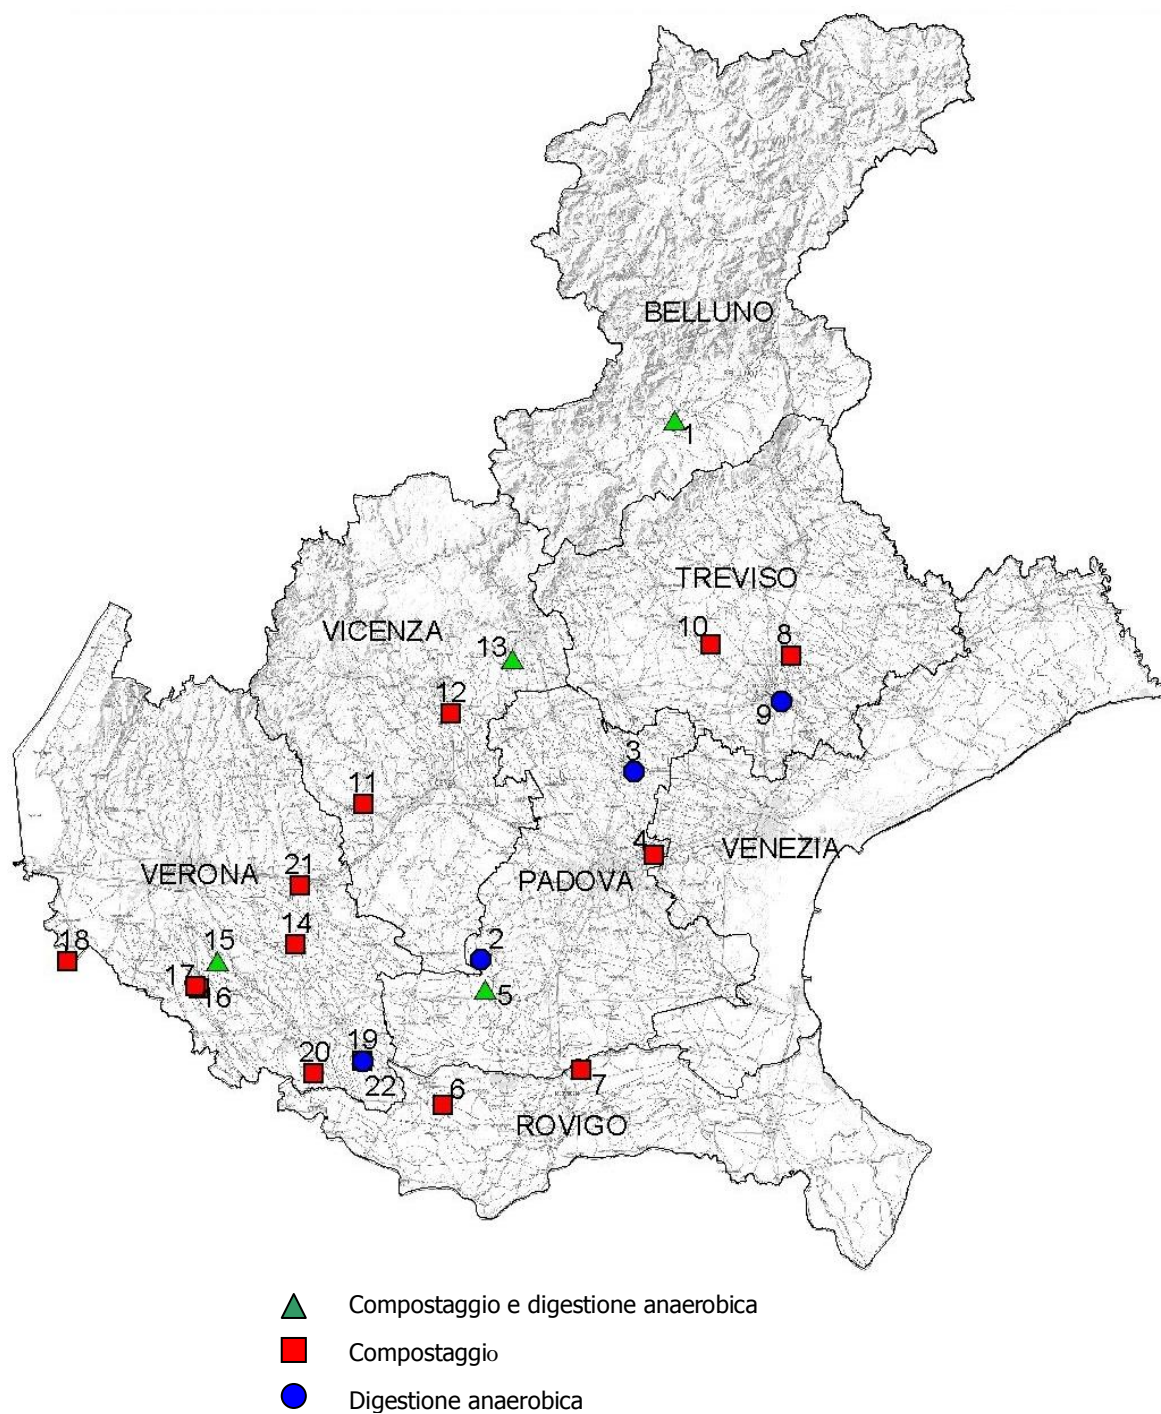 BELLUNO
1
TREVISO
VICENZA
10
8
13
12
9
3
11
4
VENEZIA
VERONA
21
PADOVA
14
2
18
15
17
16
5
19
20
22
6
7
ROVIGO
Compostaggio e digestione anaerobica
Compostaggio
Digestione anaerobica